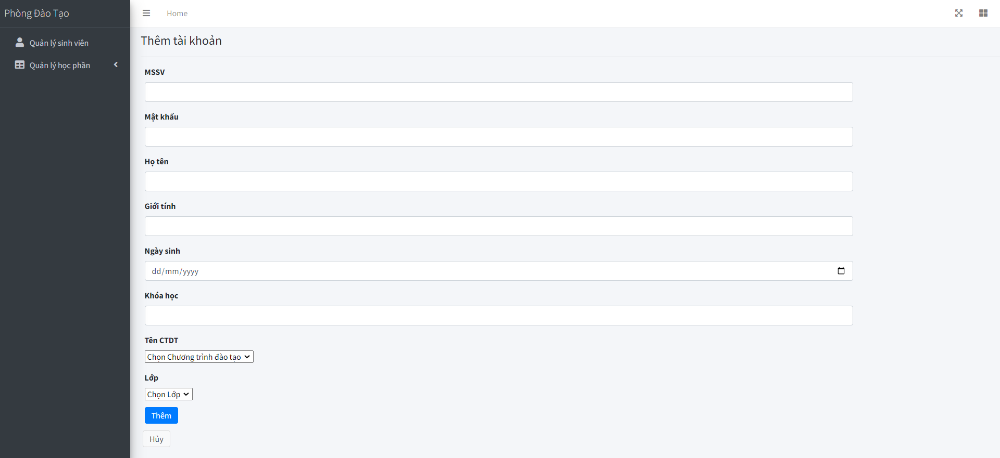 Phòng Đào Tạo
Home
Quản lý sinh viên
Quản lý học phần
Thêm tài khoản
MSSV
Mật khẩu
Họ tên
Giới tính
Ngày sinh
dd/mm/yyyy
Khóa học
Tên CTDT
Chọn Chương trình đào tạo
Lớp
Chọn Lớp
Thêm
Hủy